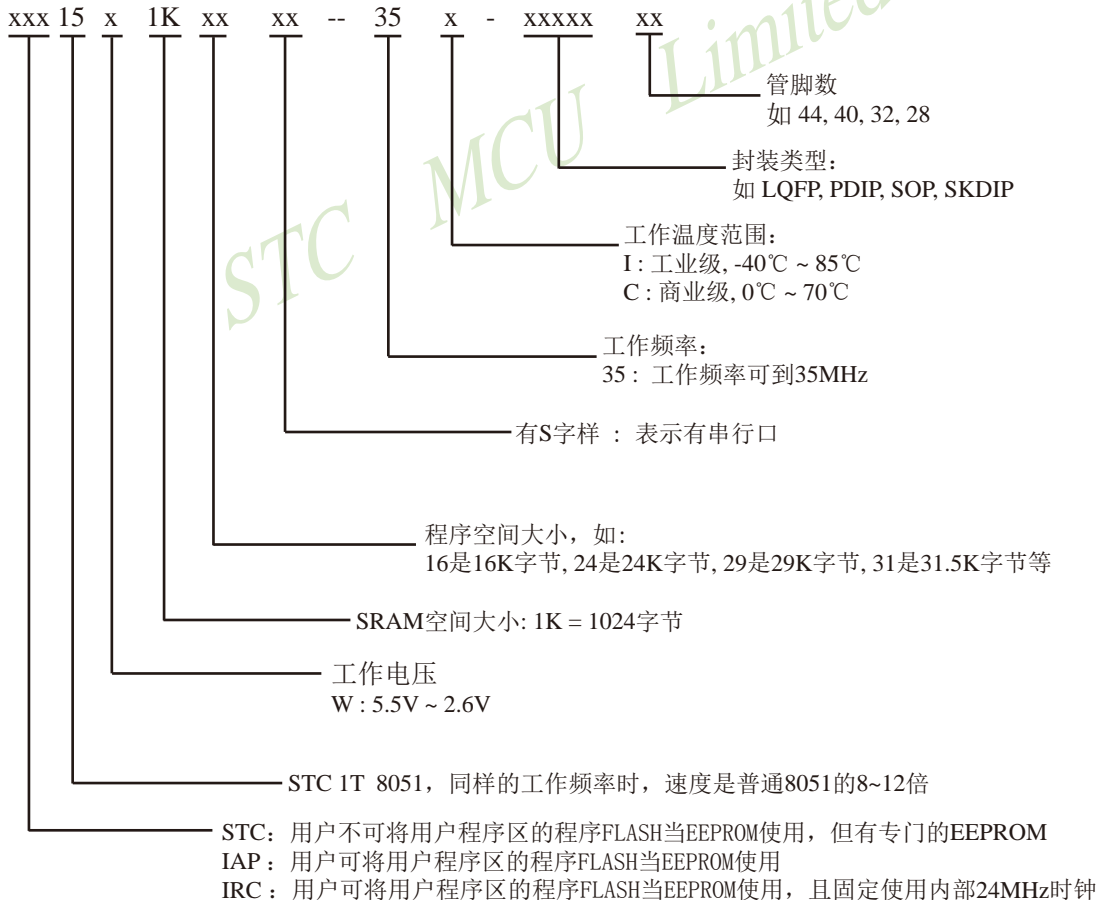 xxx 15 x 1K xx xx -- 35 x - xxxxx xx
管脚数
如 44, 40, 32, 28
封装类型：
如 LQFP, PDIP, SOP, SKDIP
工作温度范围：
I : 工业级, -40℃ ~ 85℃
C : 商业级, 0℃ ~ 70℃
工作频率：
35 : 工作频率可到35MHz
有S字样 : 表示有串行口
程序空间大小，如:
16是16K字节, 24是24K字节, 29是29K字节, 31是31.5K字节等
SRAM空间大小: 1K = 1024字节
工作电压
W : 5.5V ~ 2.6V
STC 1T 8051，同样的工作频率时，速度是普通8051的8~12倍
STC：用户不可将用户程序区的程序FLASH当EEPROM使用，但有专门的EEPROM
IAP：用户可将用户程序区的程序FLASH当EEPROM使用
IRC：用户可将用户程序区的程序FLASH当EEPROM使用，且固定使用内部24MHz时钟
STC MCU Limited